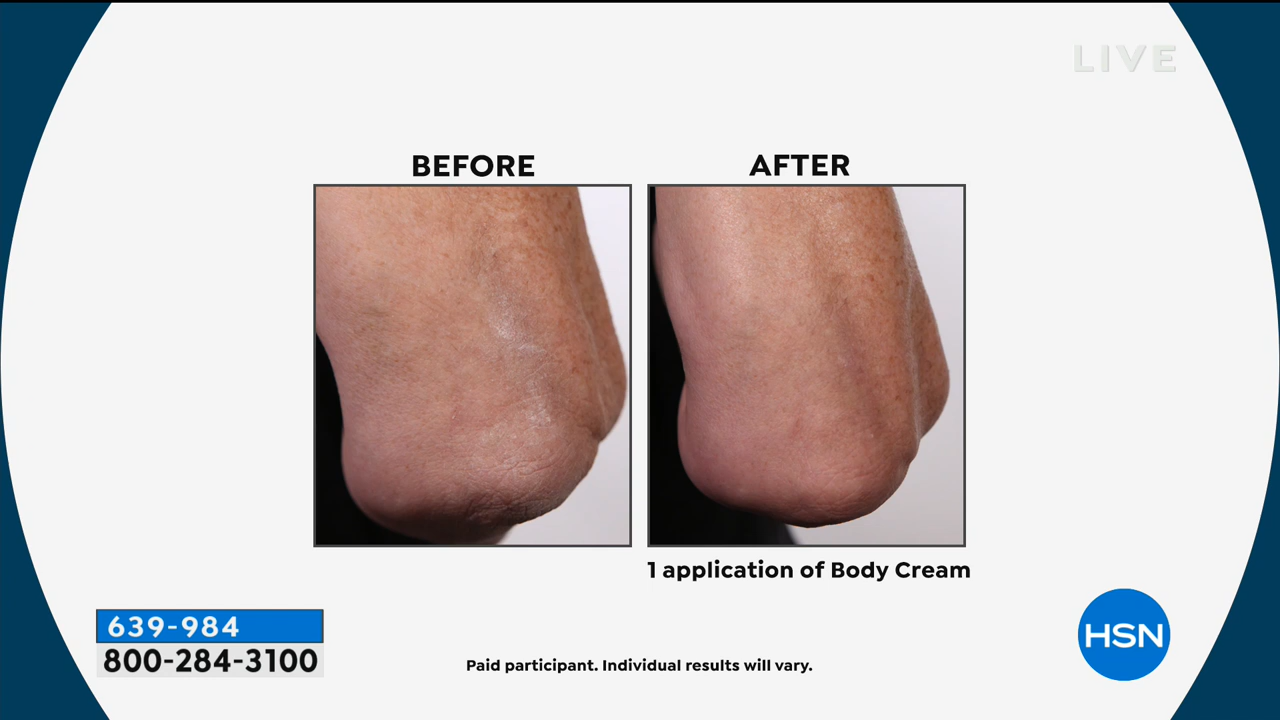 LIVE
BEFORE
AFTER
1 application of Body Cream
639-984
800-284-3100
Paid participant. Individual results will vary.
HSN